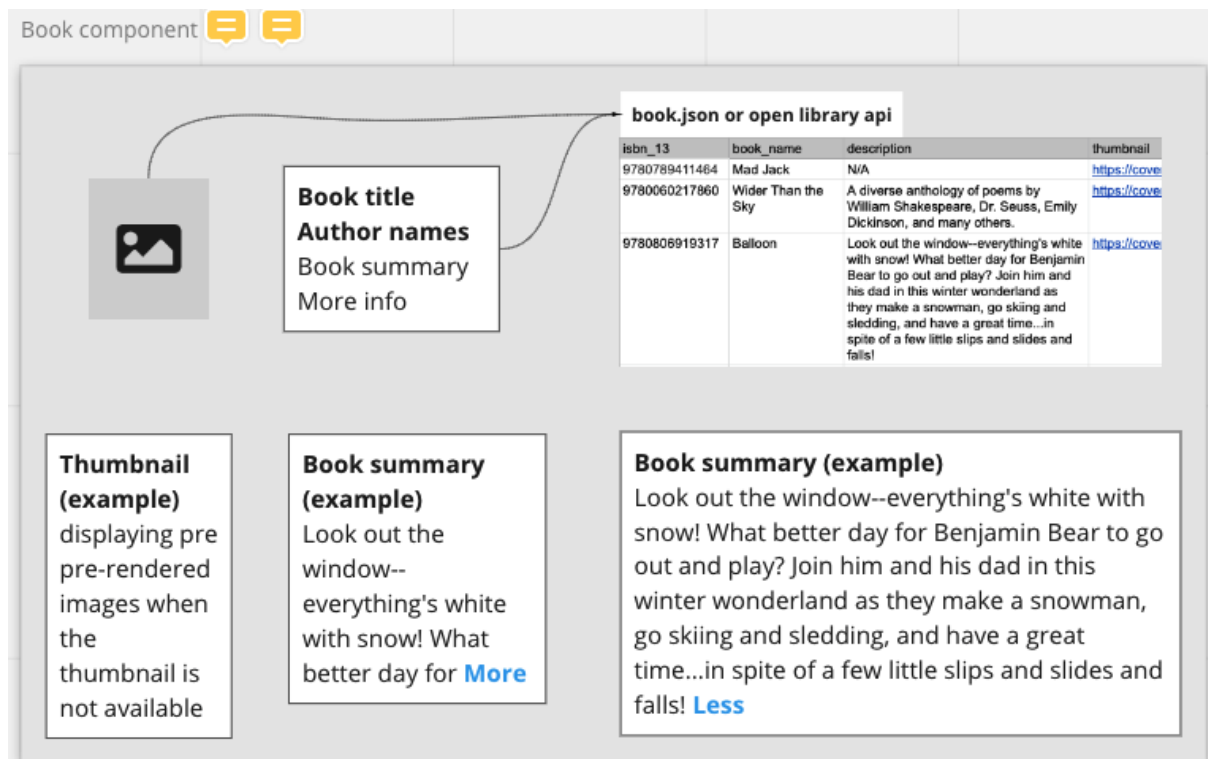 Book component
book.json or open library api
isbn_13 book_name description thumbnail
9780789411464 Mad Jack N/A https://cove
9780060217860 Wider Than the Sky A diverse anthology of poems by https://cove
William Shakespeare, Dr. Seuss, Emily
Dickinson, and many others.
9780806919317 Balloon Look out the window--everything's white https://cove
with snow! What better day for Benjamin
Bear to go out and play? Join him and
his dad in this winter wonderland as
they make a snowman, go skiing and
sledding, and have a great time...in
spite of a few little slips and slides and
falls!
Book title
Author names
Book summary
More info
Thumbnail
(example)
displaying pre
pre-rendered
images when
the
thumbnail is
not available
Book summary
(example)
Look out the
window--
everything's white
with snow! What
better day for More
Book summary (example)
Look out the window--everything's white with
snow! What better day for Benjamin Bear to go
out and play? Join him and his dad in this
winter wonderland as they make a snowman,
go skiing and sledding, and have a great
time...in spite of a few little slips and slides and
falls! Less